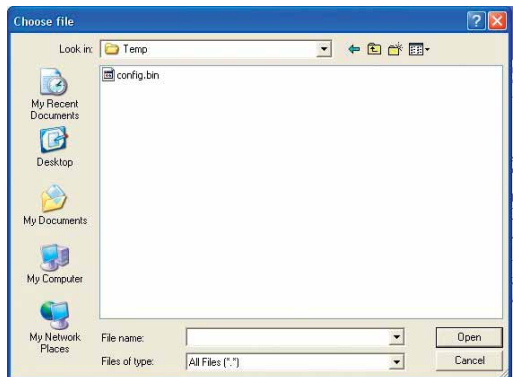 Choose file
Look in: Temp
config.bin
My Recent
Documents
Desktop
My Documents
My Computer
My Network
Places
File name:
Open
Files of type: All Files (*.*)
Cancel